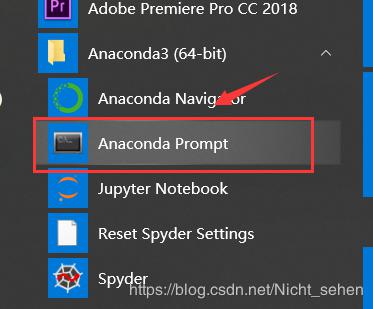 Pr
Adobe Premiere Pro CC 2018
Anaconda3 (64-bit)
Anaconda Navigator
Anaconda Prompt
Jupyter Notebook
Reset Spyder Settings
Spyder
https://blog.csdn.net/Nicht_sehen